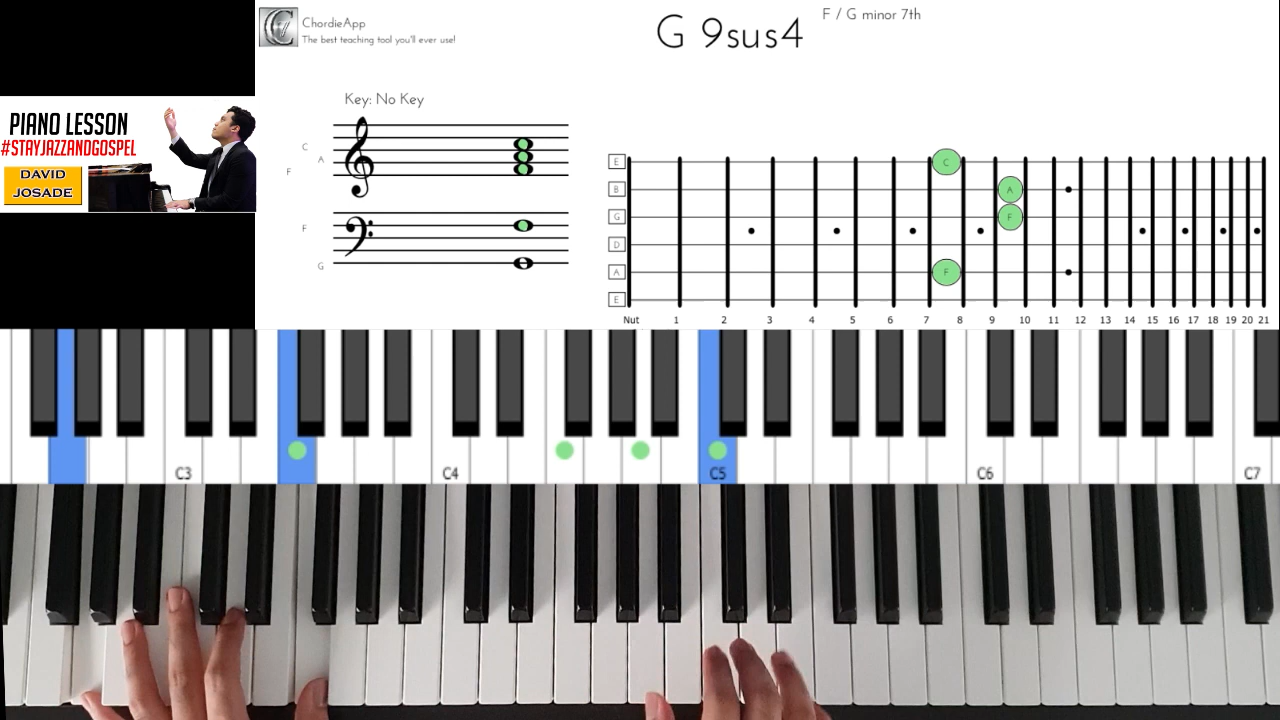 ChordieApp
The best teaching tool you'll ever use!
G 9sus4
F / G minor 7th
PIANO LESSON
#STAYJAZZANDGOSPEL
DAVID
JOSADE
Key: No Key
C
A
F
F
G
E
B
G
D
A
E
C
A
F
F
Nut 1 2 3 4 5 6 7 8 9 10 11 12 13 14 15 16 17 18 19 20 21
C3 C4 C5 C6 C7